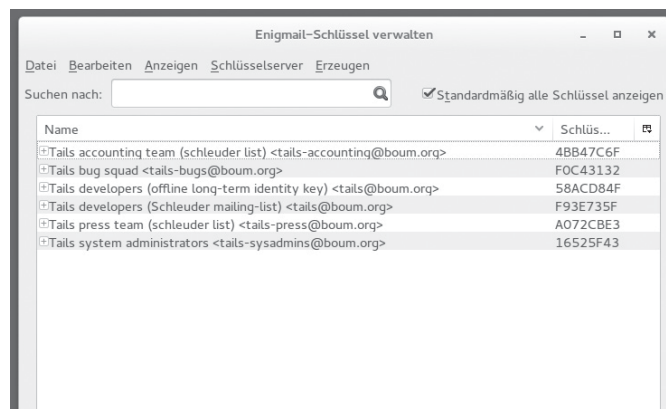 Enigmail-Schlüssel verwalten
Datei Bearbeiten Anzeigen Schlüsselserver Erzeugen
Suchen nach: Standardmäßig alle Schlüssel anzeigen
Name Schlüs...
Tails accounting team (schleuder list) <tails-accounting@boum.org> 4BB47C6F
Tails bug squad <tails-bugs@boum.org> F0C43132
Tails developers (offline long-term identity key) <tails@boum.org> 58ACD84F
Tails developers (Schleuder mailing-list) <tails@boum.org> F93E735F
Tails press team (schleuder list) <tails-press@boum.org> A072CBE3
Tails system administrators <tails-sysadmins@boum.org> 16525F43